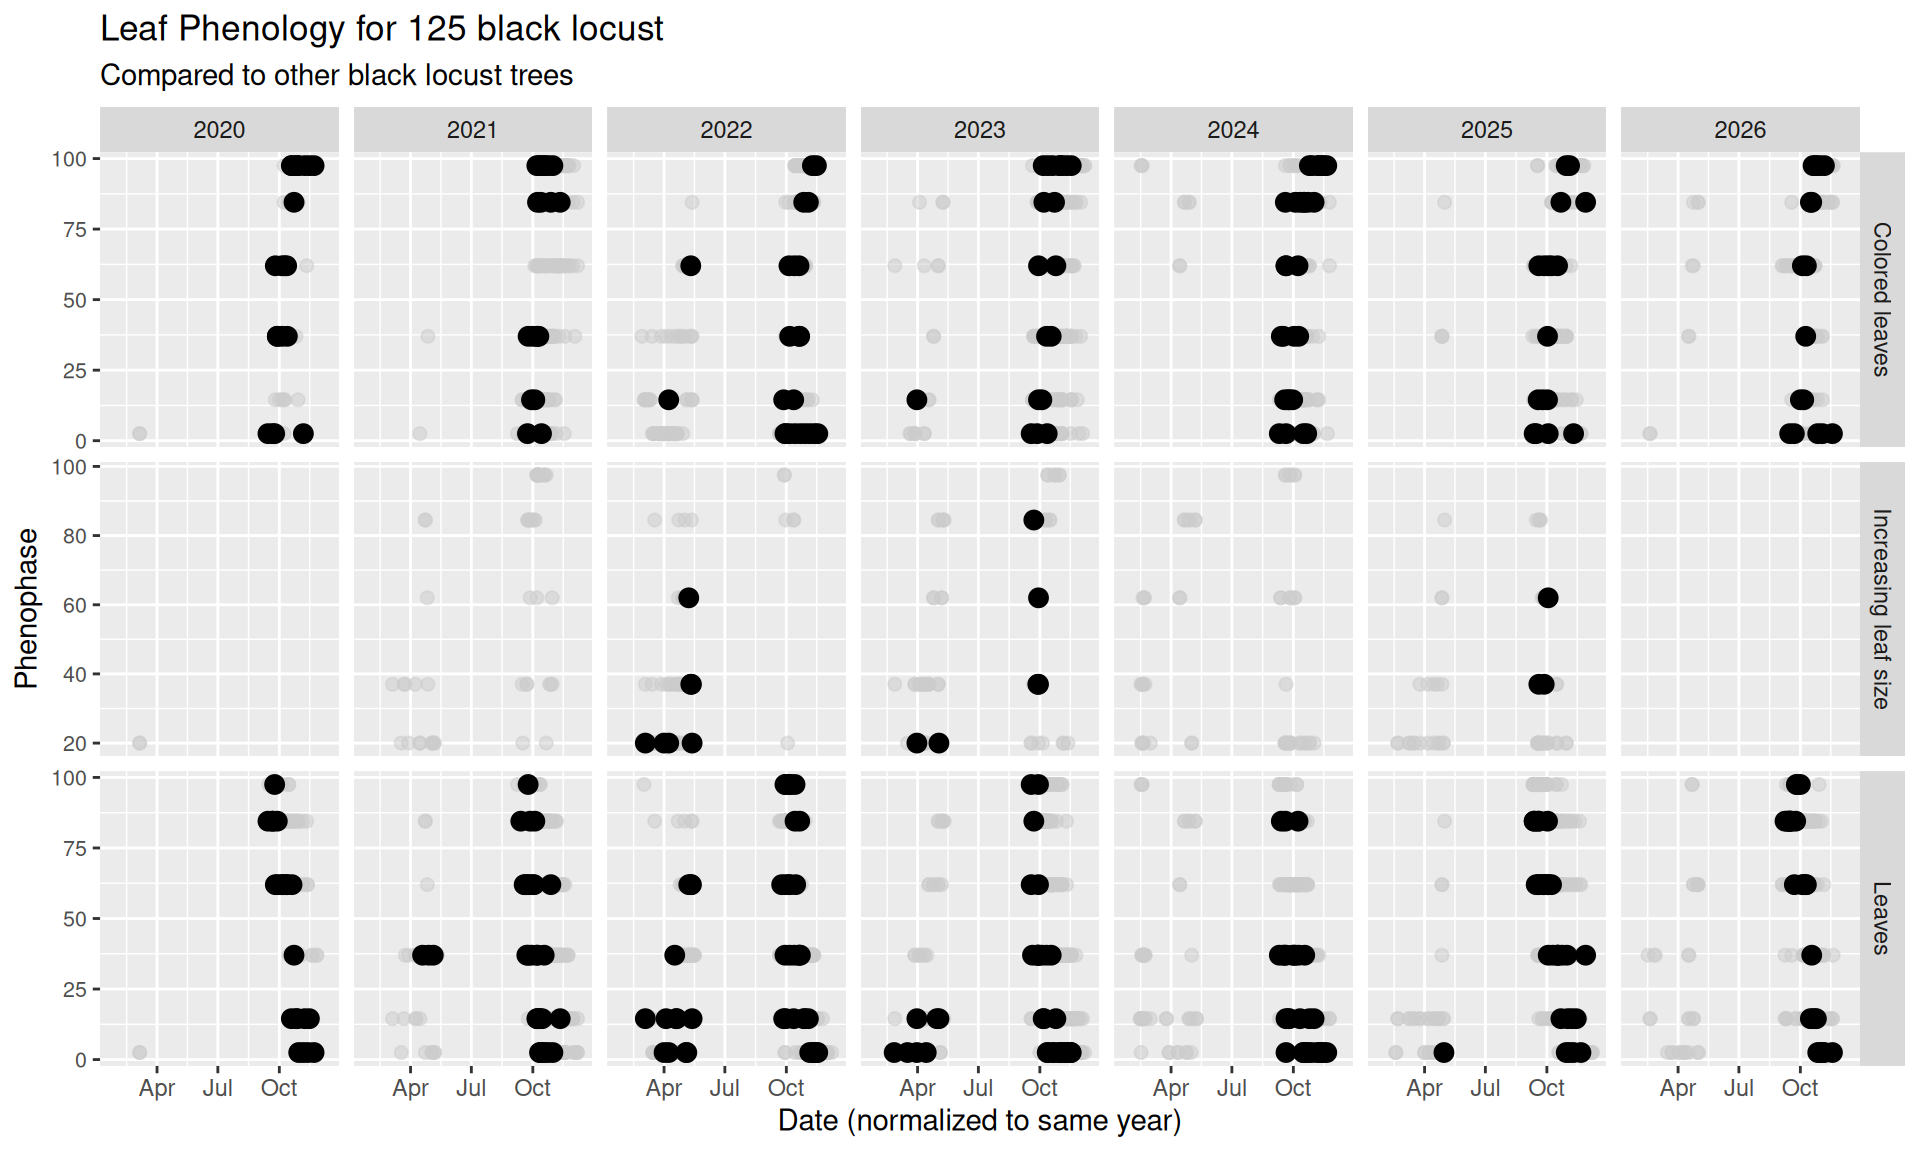 Leaf Phenology for 125 black locust
Compared to other black locust trees
2020 2021 2022 2023 2024 2025 2026
100
75
50
25
0
Colored leaves
100
80
60
40
20
Increasing leaf size
100
75
50
25
0
Leaves
Phenophase
Apr Jul Oct Apr Jul Oct Apr Jul Oct Apr Jul Oct Apr Jul Oct Apr Jul Oct Apr Jul Oct
Date (normalized to same year)